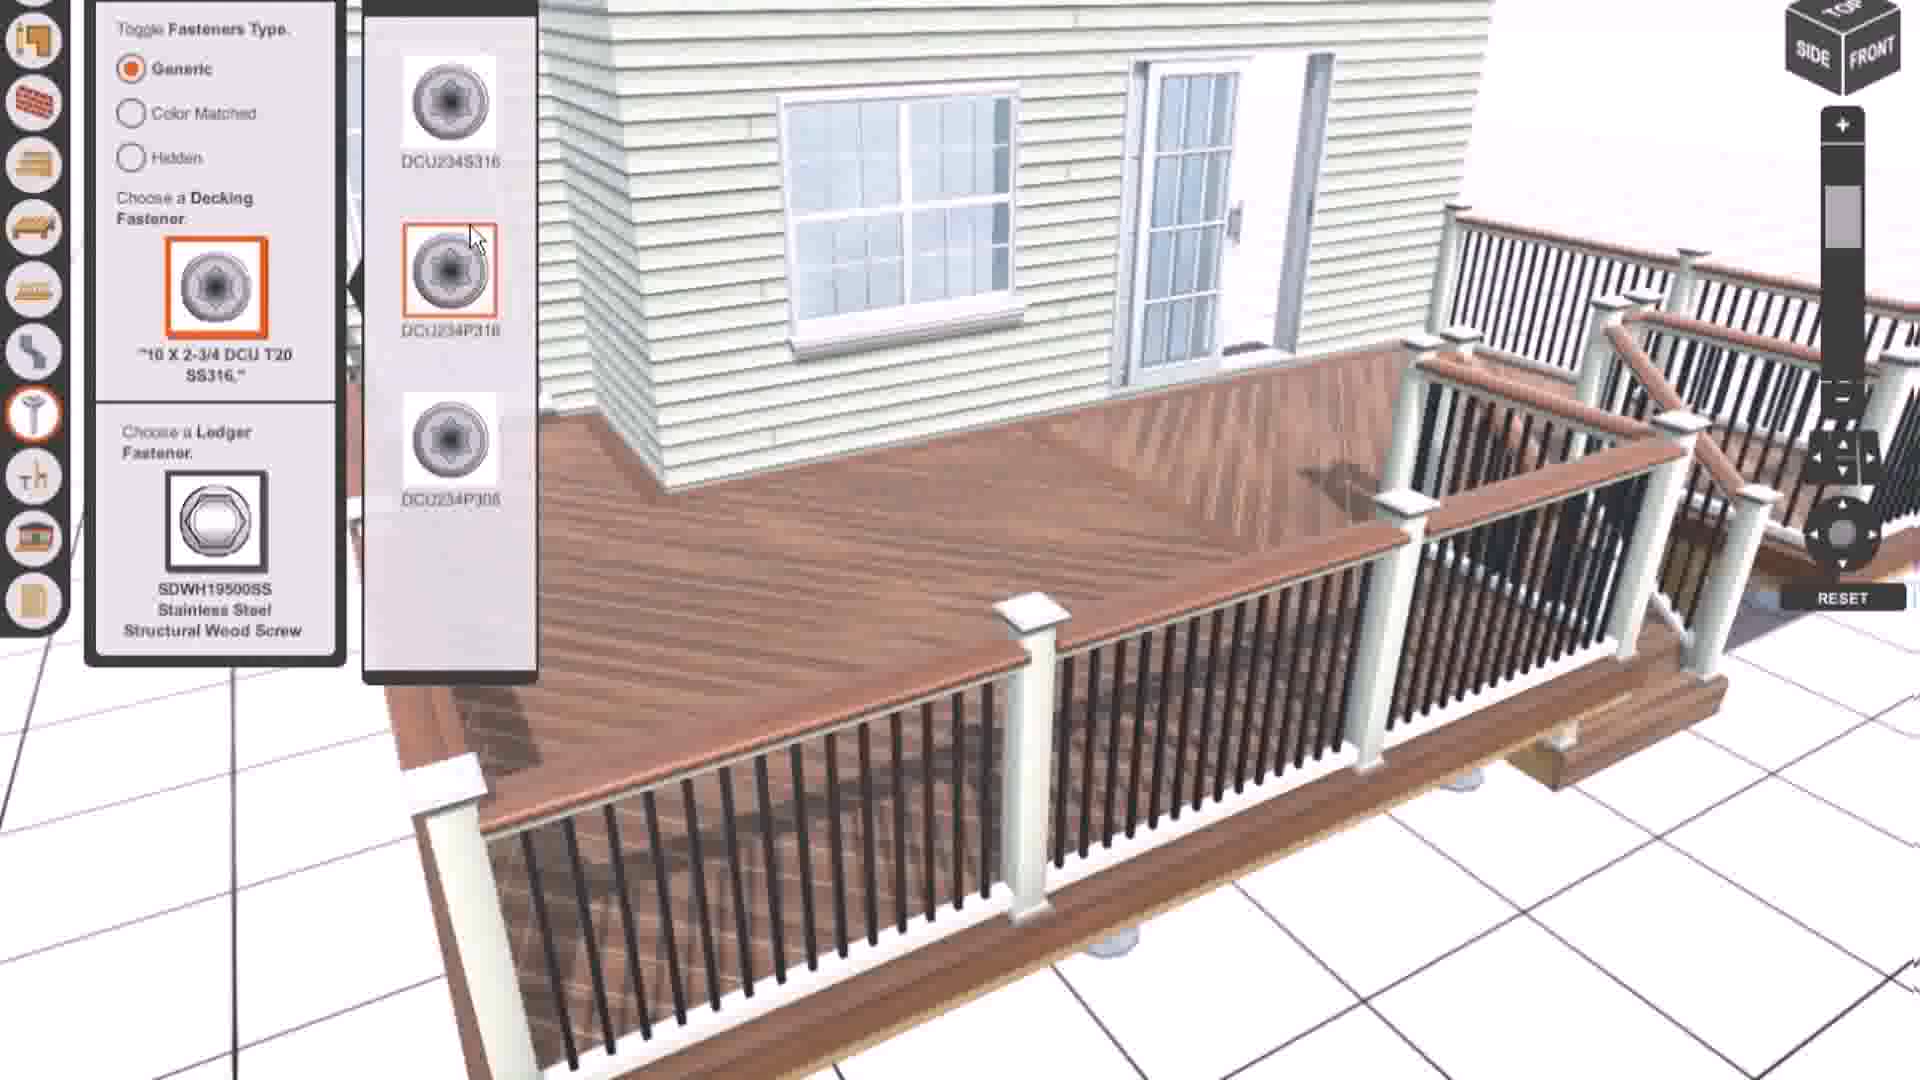 Toggle Fasteners Type.
Generic
Color Matched
Hidden
Choose a Decking
Fastener.
"10 X 2-3/4 DCU T20
SS316,"
Choose a Ledger
Fastener.
SDWH19500SS
Stainless Steel
Structural Wood Screw
DCU234S316
DCU234P316
DCU234P305
TOP
SIDE
FRONT
+
-
RESET